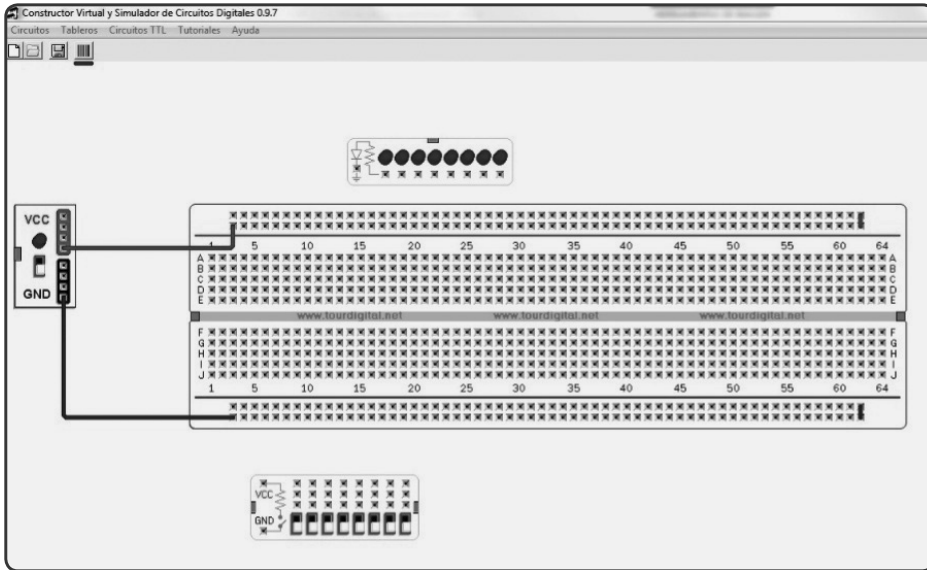 Constructor Virtual y Simulador de Circuitos Digitales 0.9.7
Circuitos Tableros Circuitos TTL Tutoriales Ayuda
VCC
GND
1 5 10 15 20 25 30 35 40 45 50 55 60 64
A A
B B
C C
D D
E E
www.tourdigital.net www.tourdigital.net www.tourdigital.net
F F
G G
H H
I I
J J
1 5 10 15 20 25 30 35 40 45 50 55 60 64
VCC
GND